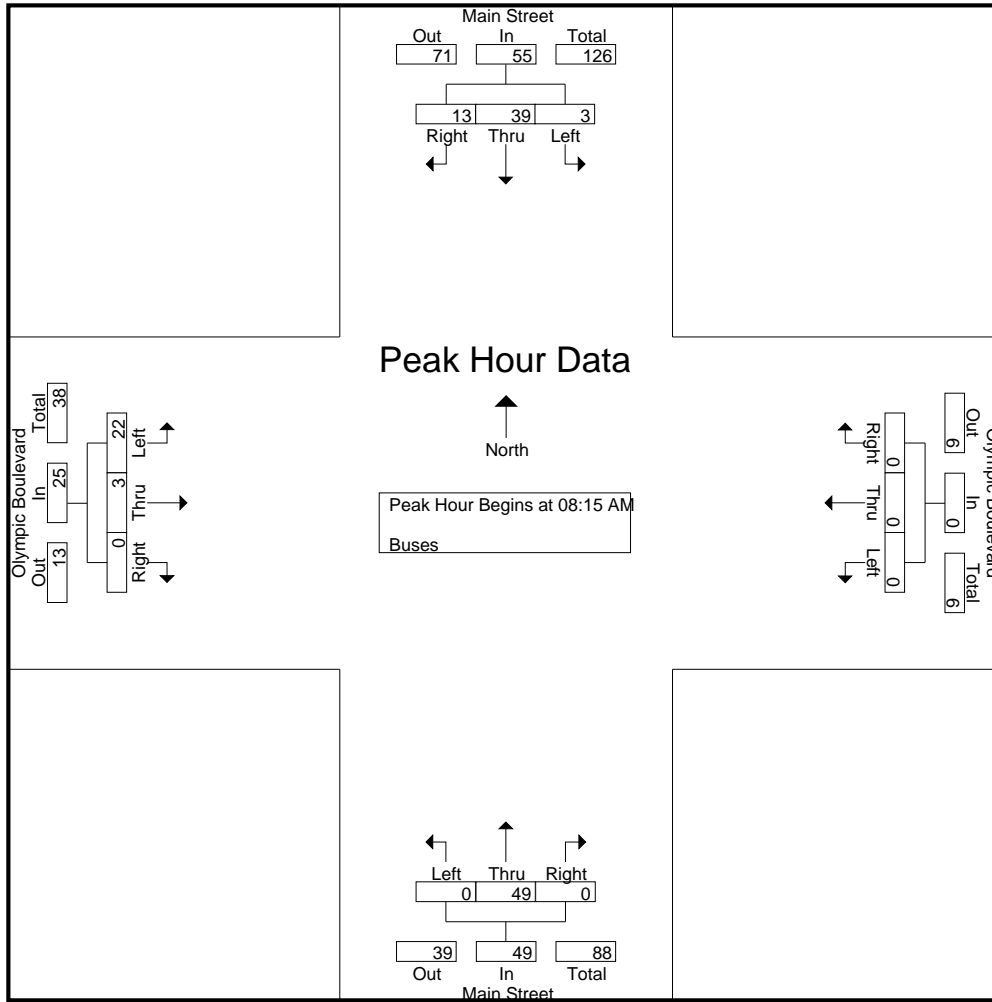 Main Street
Out In Total
71 55 126
13 39 3
Right Thru Left
Peak Hour Data
North
Peak Hour Begins at 08:15 AM
Buses
Olympic Boulevard
Out In Total
13 25 38
Right Thru Left
0 3 22
Olympic Boulevard
Out In Total
6 0 6
Right Thru Left
0 0 0
Left Thru Right
0 49 0
39 49 88
Out In Total
Main Street